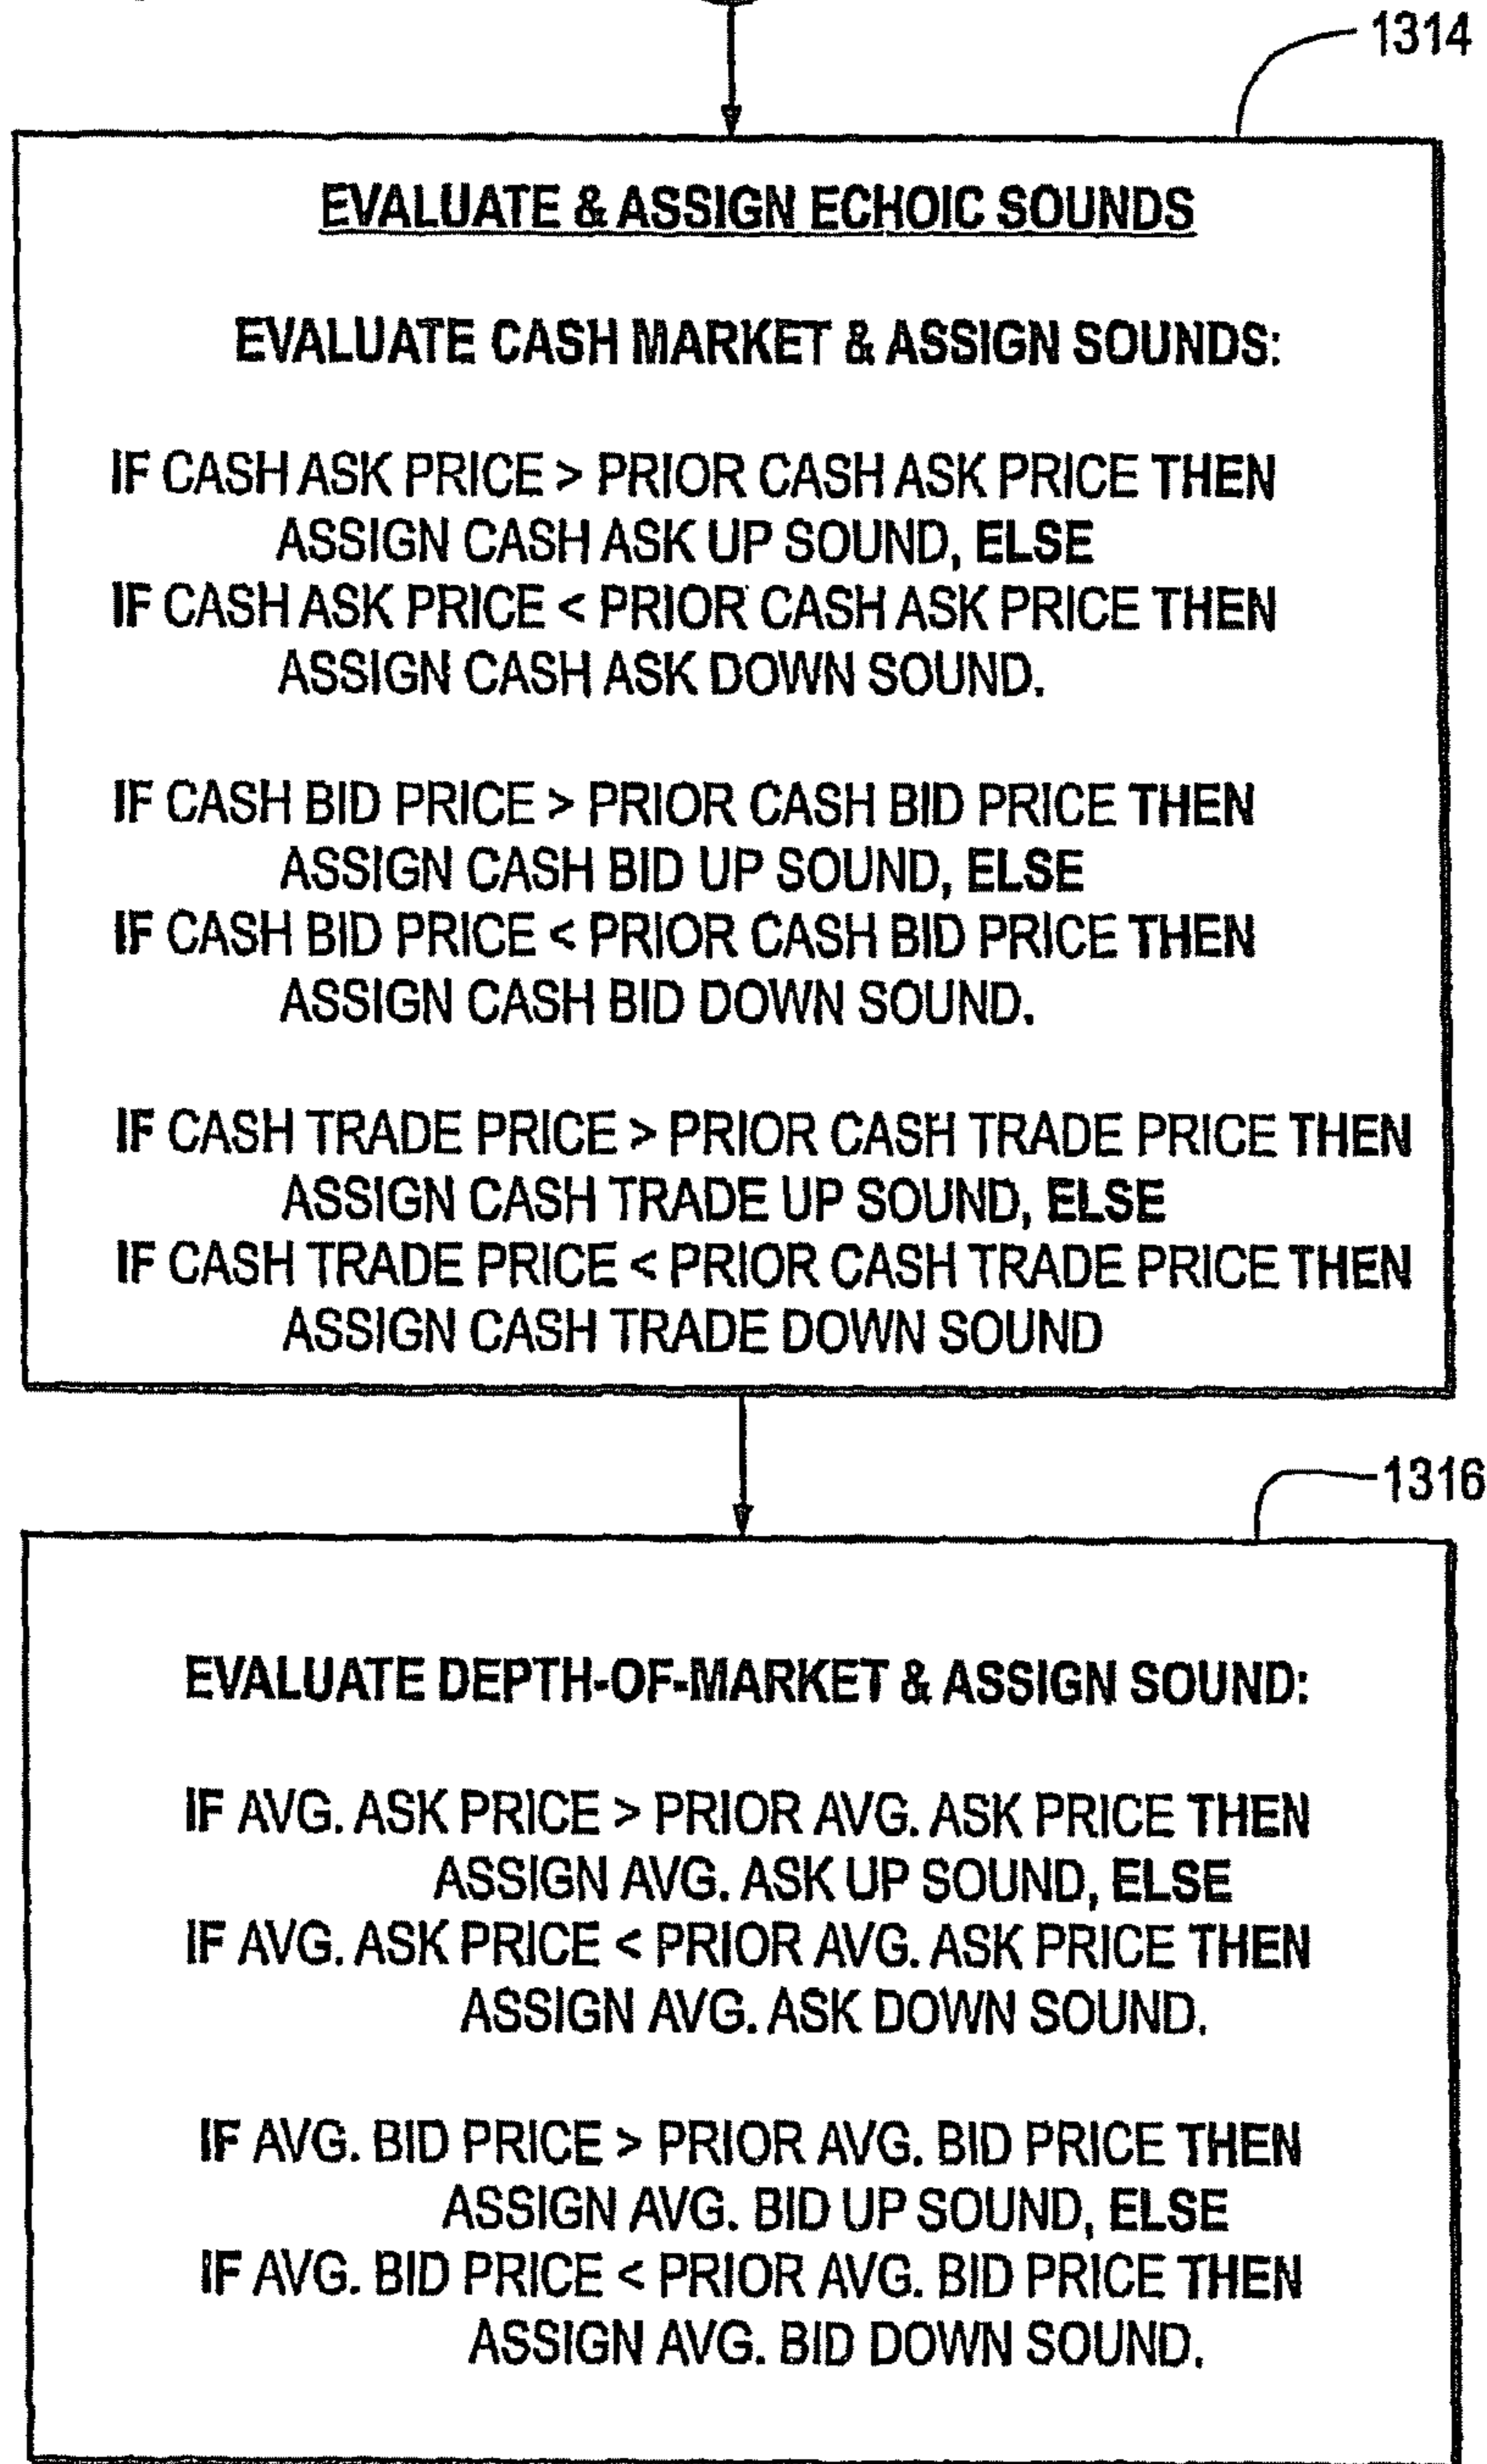 1314
EVALUATE & ASSIGN ECHOIC SOUNDS
EVALUATE CASH MARKET & ASSIGN SOUNDS:
IF CASH ASK PRICE > PRIOR CASH ASK PRICE THEN
ASSIGN CASH ASK UP SOUND, ELSE
IF CASH ASK PRICE < PRIOR CASH ASK PRICE THEN
ASSIGN CASH ASK DOWN SOUND.
IF CASH BID PRICE > PRIOR CASH BID PRICE THEN
ASSIGN CASH BID UP SOUND, ELSE
IF CASH BID PRICE < PRIOR CASH BID PRICE THEN
ASSIGN CASH BID DOWN SOUND.
IF CASH TRADE PRICE > PRIOR CASH TRADE PRICE THEN
ASSIGN CASH TRADE UP SOUND, ELSE
IF CASH TRADE PRICE < PRIOR CASH TRADE PRICE THEN
ASSIGN CASH TRADE DOWN SOUND
1316
EVALUATE DEPTH-OF-MARKET & ASSIGN SOUND:
IF AVG. ASK PRICE > PRIOR AVG. ASK PRICE THEN
ASSIGN AVG. ASK UP SOUND, ELSE
IF AVG. ASK PRICE < PRIOR AVG. ASK PRICE THEN
ASSIGN AVG. ASK DOWN SOUND.
IF AVG. BID PRICE > PRIOR AVG. BID PRICE THEN
ASSIGN AVG. BID UP SOUND, ELSE
IF AVG. BID PRICE < PRIOR AVG. BID PRICE THEN
ASSIGN AVG. BID DOWN SOUND.